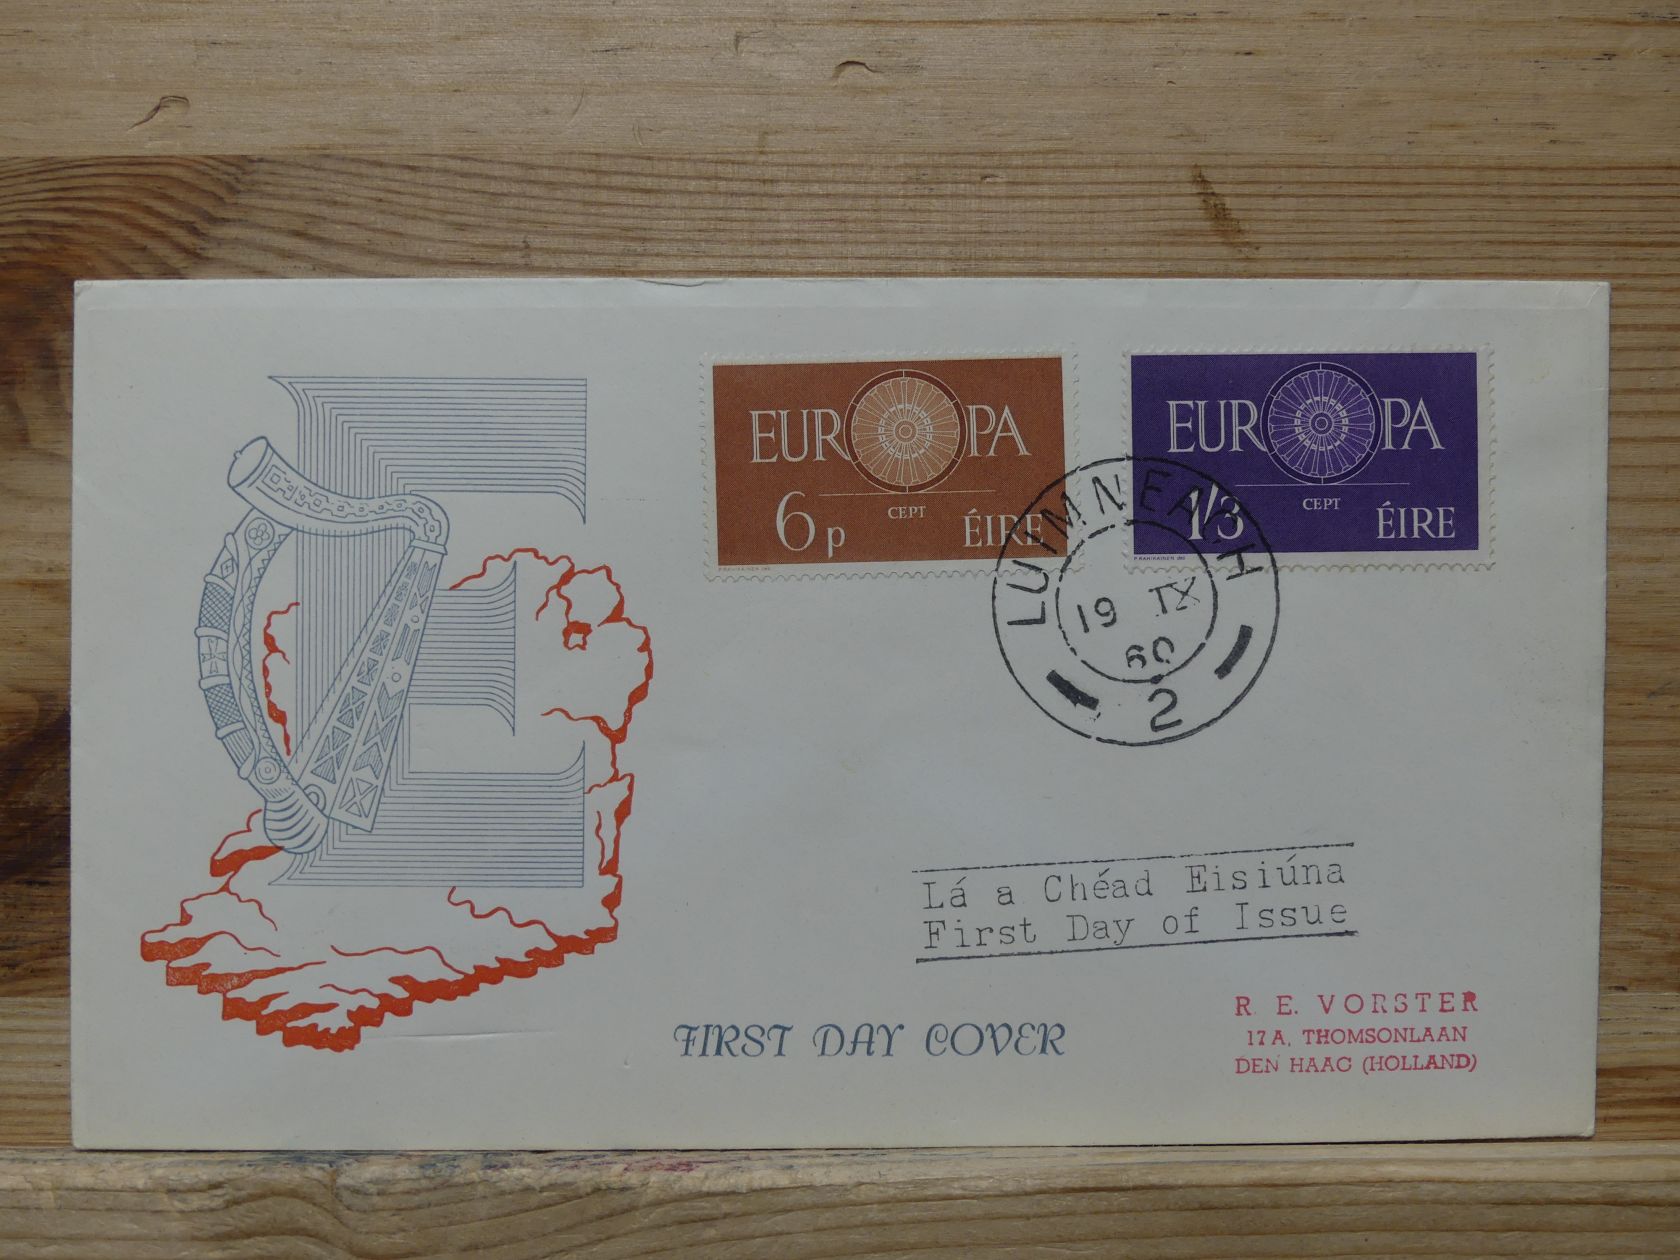 EUROPA
6p
CEPT
ÉIRE
EUROPA
1/3
CEPT
ÉIRE
LUIMNEACH
19 IX
60
2
Lá a Chéad Eisiúna
First Day of Issue
FIRST DAY COVER
R. E. VORSTER
17A, THOMSONLAAN
DEN HAAG (HOLLAND)